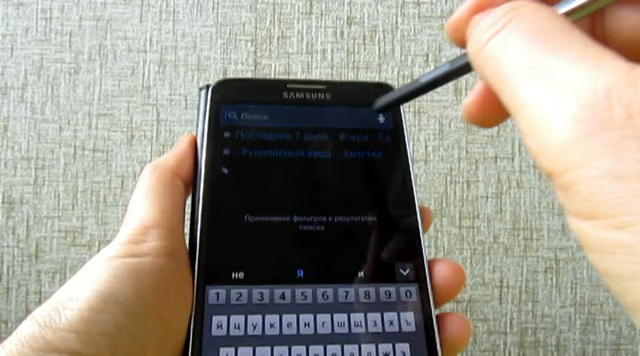 SAMSUNG
Поиск
Последние 7 дней Вчера
Рукописный ввод Заметки
Применение фильтров к результатам
поиска
не Я и
1 2 3 4 5 6 7 8 9 0
й ц у к е н г ш щ з х ъ